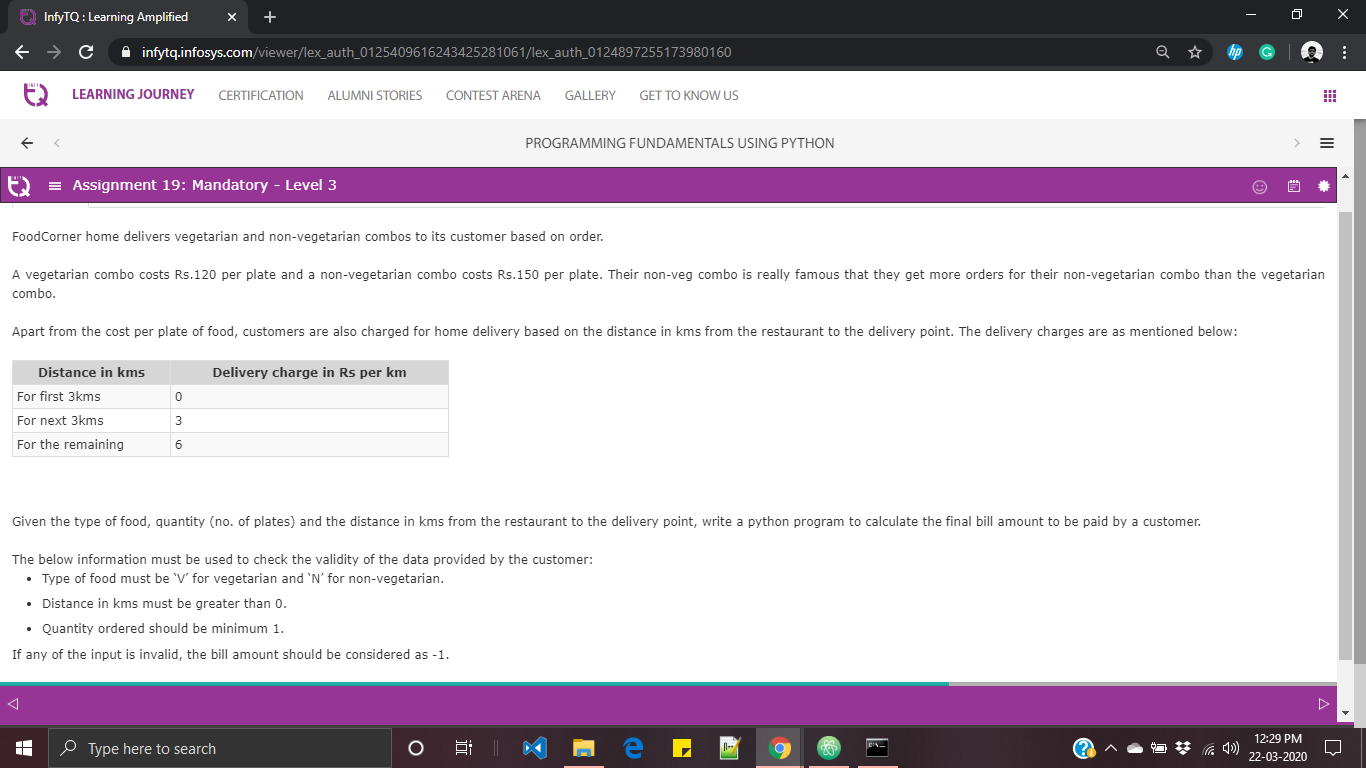 InfyTQ : Learning Amplified
infytq.infosys.com/viewer/lex_auth_0125409616243425281061/lex_auth_0124897255173980160
LEARNING JOURNEY CERTIFICATION ALUMNI STORIES CONTEST ARENA GALLERY GET TO KNOW US
PROGRAMMING FUNDAMENTALS USING PYTHON
Assignment 19: Mandatory - Level 3
FoodCorner home delivers vegetarian and non-vegetarian combos to its customer based on order.
A vegetarian combo costs Rs.120 per plate and a non-vegetarian combo costs Rs.150 per plate. Their non-veg combo is really famous that they get more orders for their non-vegetarian combo than the vegetarian
combo.
Apart from the cost per plate of food, customers are also charged for home delivery based on the distance in kms from the restaurant to the delivery point. The delivery charges are as mentioned below:
Distance in kms Delivery charge in Rs per km
For first 3kms 0
For next 3kms 3
For the remaining 6
Given the type of food, quantity (no. of plates) and the distance in kms from the restaurant to the delivery point, write a python program to calculate the final bill amount to be paid by a customer.
The below information must be used to check the validity of the data provided by the customer:
• Type of food must be ‘V’ for vegetarian and ‘N’ for non-vegetarian.
• Distance in kms must be greater than 0.
• Quantity ordered should be minimum 1.
If any of the input is invalid, the bill amount should be considered as -1.
Type here to search
12:29 PM
22-03-2020